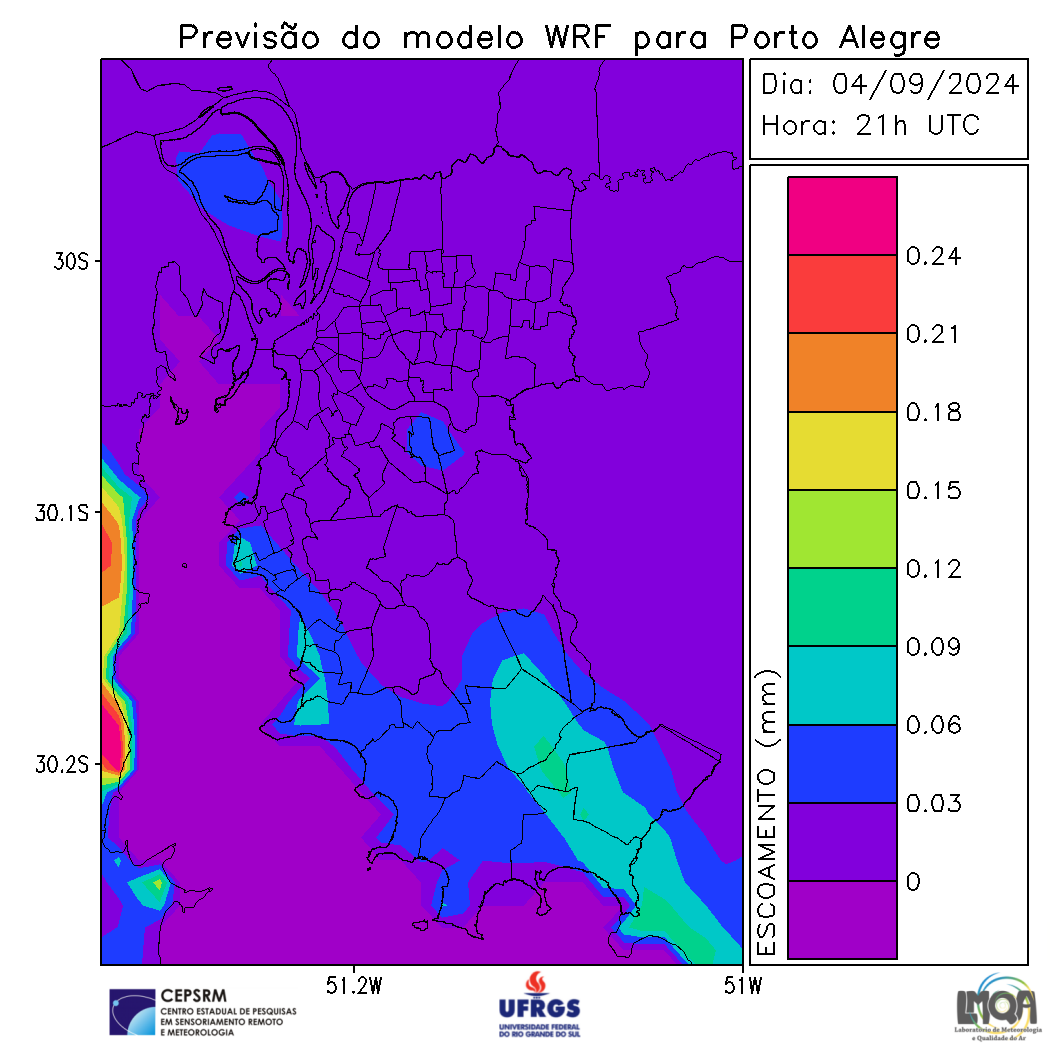 Previsão do modelo WRF para Porto Alegre
Dia: 04/09/2024
Hora: 21h UTC
30S
30.1S
30.2S
51.2W
51W
0.24
0.21
0.18
0.15
0.12
0.09
0.06
0.03
0
ESCOAMENTO (mm)
CEPSRM
CENTRO ESTADUAL DE PESQUISAS
EM SENSORIAMENTO REMOTO
E METEOROLOGIA
UFRGS
UNIVERSIDADE FEDERAL
DO RIO GRANDE DO SUL
LMQA
Laboratório de Meteorologia
e Qualidade do Ar